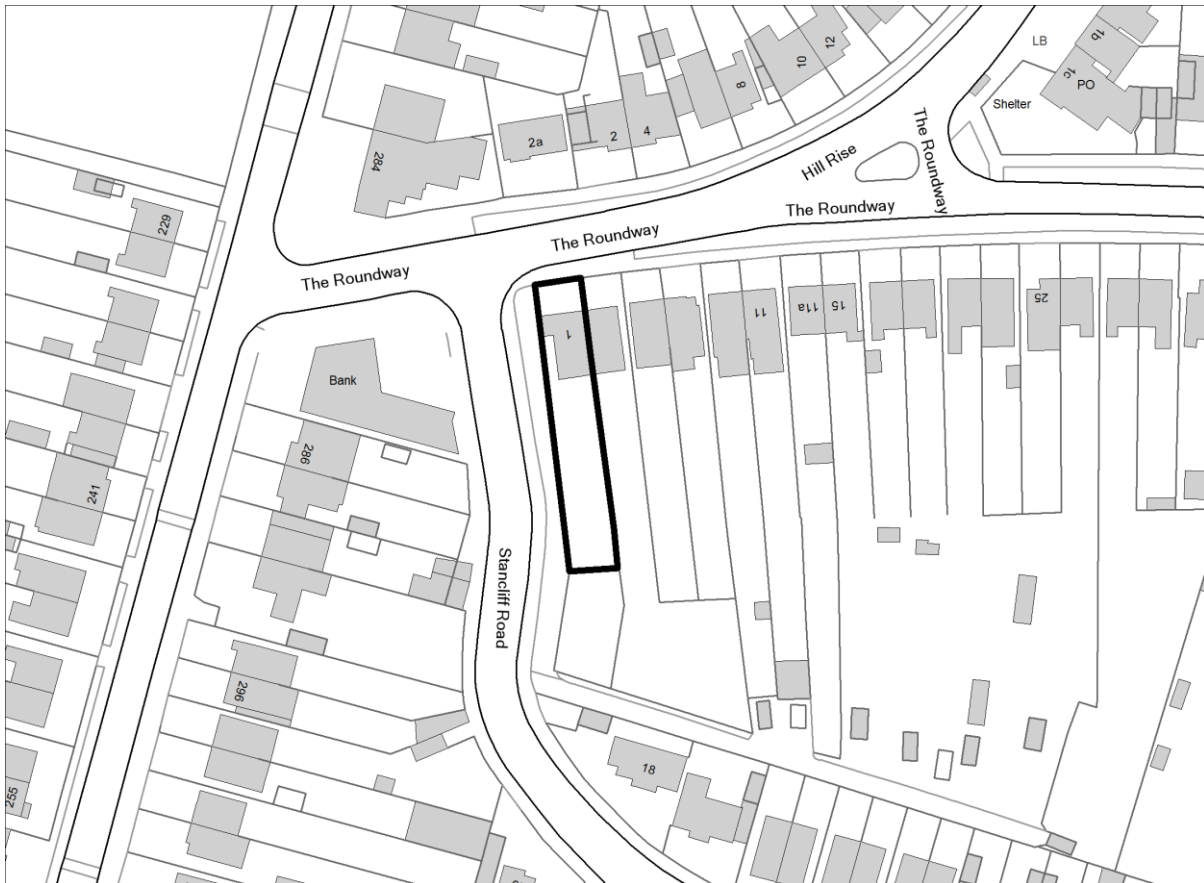 1b
12
LB
10
1c
8
PO
Shelter
2
4
2a
The Roundway
284
Hill Rise
The Roundway
229
The Roundway
The Roundway
25
11
11a
15
1
Bank
286
241
Stancliff Road
296
18
255